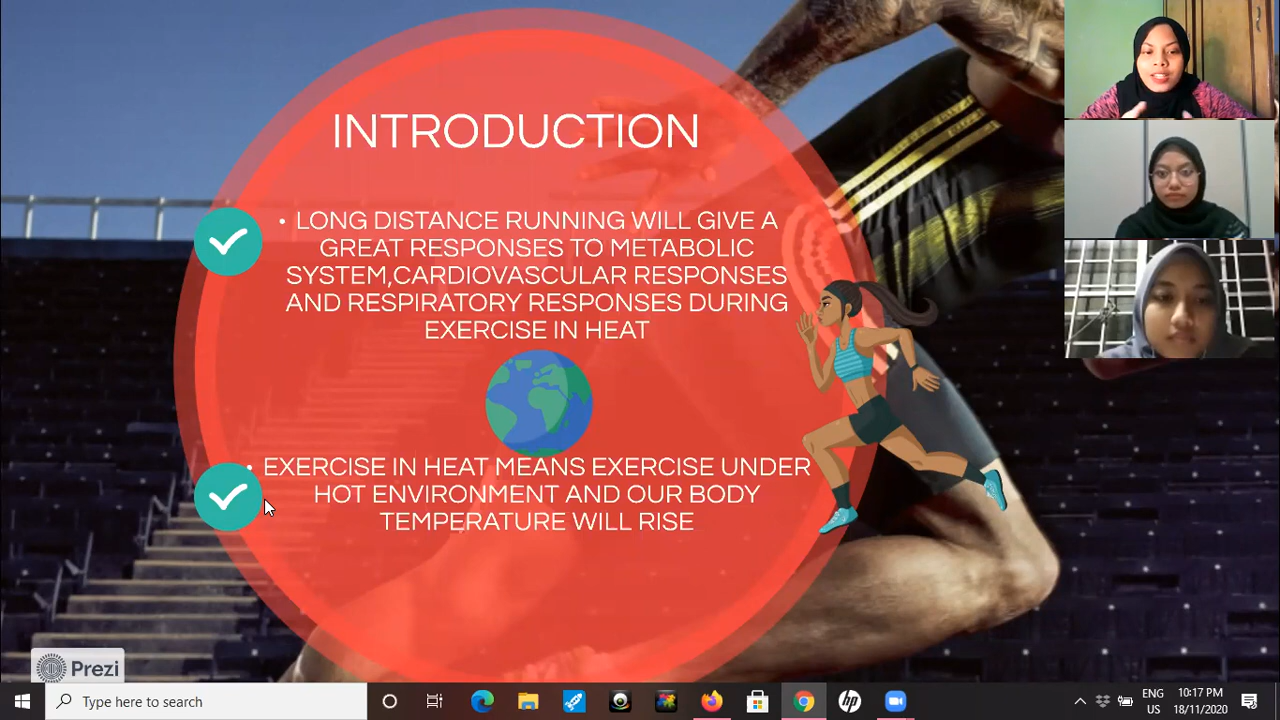 INTRODUCTION
• LONG DISTANCE RUNNING WILL GIVE A
GREAT RESPONSES TO METABOLIC
SYSTEM,CARDIOVASCULAR RESPONSES
AND RESPIRATORY RESPONSES DURING
EXERCISE IN HEAT
• EXERCISE IN HEAT MEANS EXERCISE UNDER
HOT ENVIRONMENT AND OUR BODY
TEMPERATURE WILL RISE
Prezi
Type here to search
hp
ENG
US
10:17 PM
18/11/2020